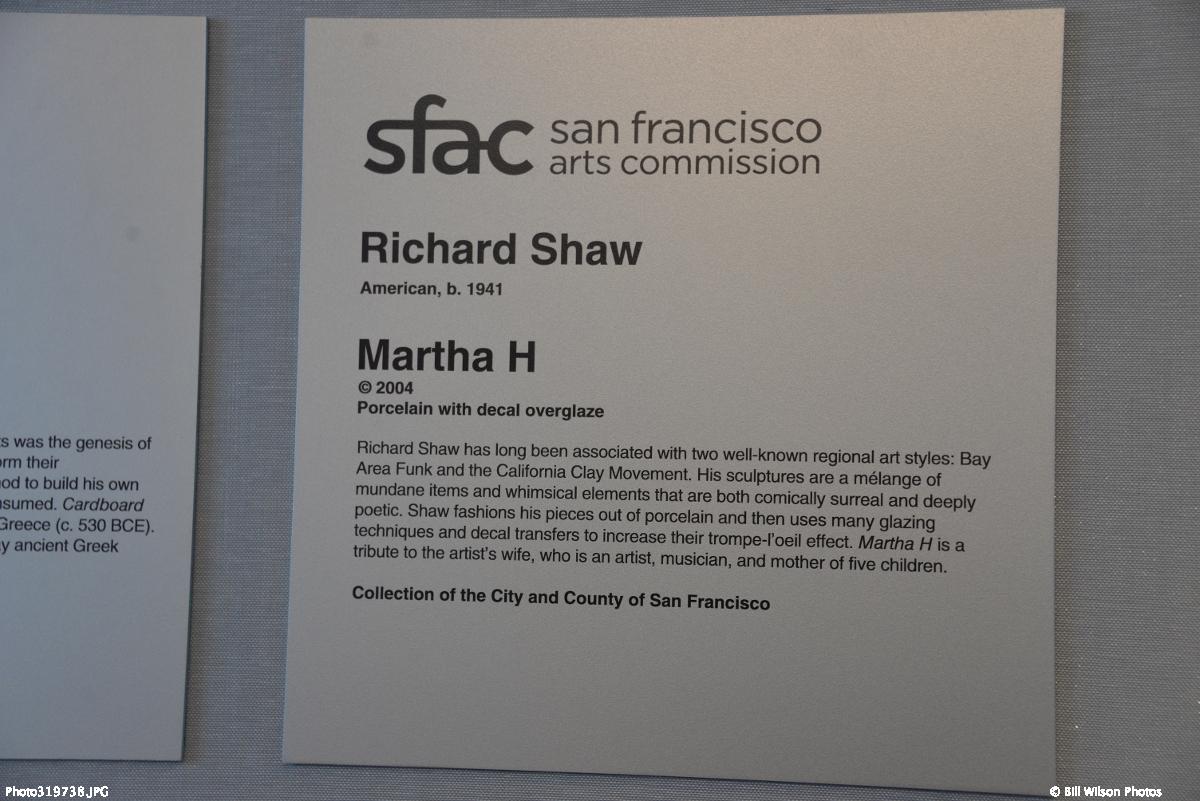 sfac san francisco
arts commission
Richard Shaw
American, b. 1941
Martha H
© 2004
Porcelain with decal overglaze
Richard Shaw has long been associated with two well-known regional art styles: Bay
Area Funk and the California Clay Movement. His sculptures are a mélange of
mundane items and whimsical elements that are both comically surreal and deeply
poetic. Shaw fashions his pieces out of porcelain and then uses many glazing
techniques and decal transfers to increase their trompe-l'oeil effect. Martha H is a
tribute to the artist's wife, who is an artist, musician, and mother of five children.
Collection of the City and County of San Francisco
was the genesis of
their
to build his own
Cardboard
Greece (c. 530 BCE).
ancient Greek
Photo319738.JPG
© Bill Wilson Photos